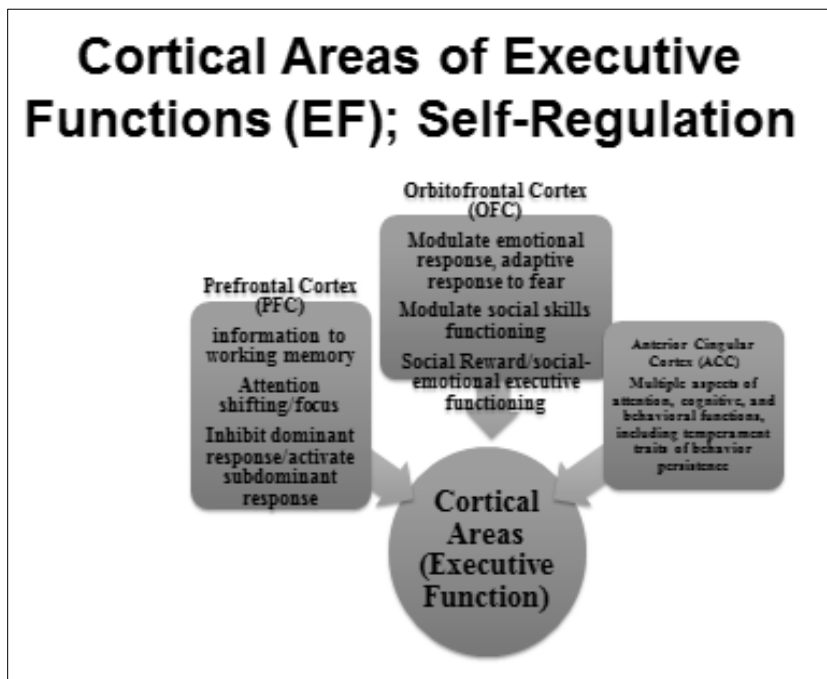 Cortical Areas of Executive
Functions (EF); Self-Regulation
Orbitofrontal Cortex
(OFC)
Modulate emotional
response, adaptive
response to fear
Modulate social skills
functioning
Social Reward/social-
emotional executive
functioning
Prefrontal Cortex
(PFC)
information to
working memory
Attention
shifting/focus
Inhibit dominant
response/activate
subdominant
response
Anterior Cingular
Cortex (ACC)
Multiple aspects of
attention, cognitive, and
behavioral functions,
including temperament
traits of behavior
persistence
Cortical
Areas
(Executive
Function)